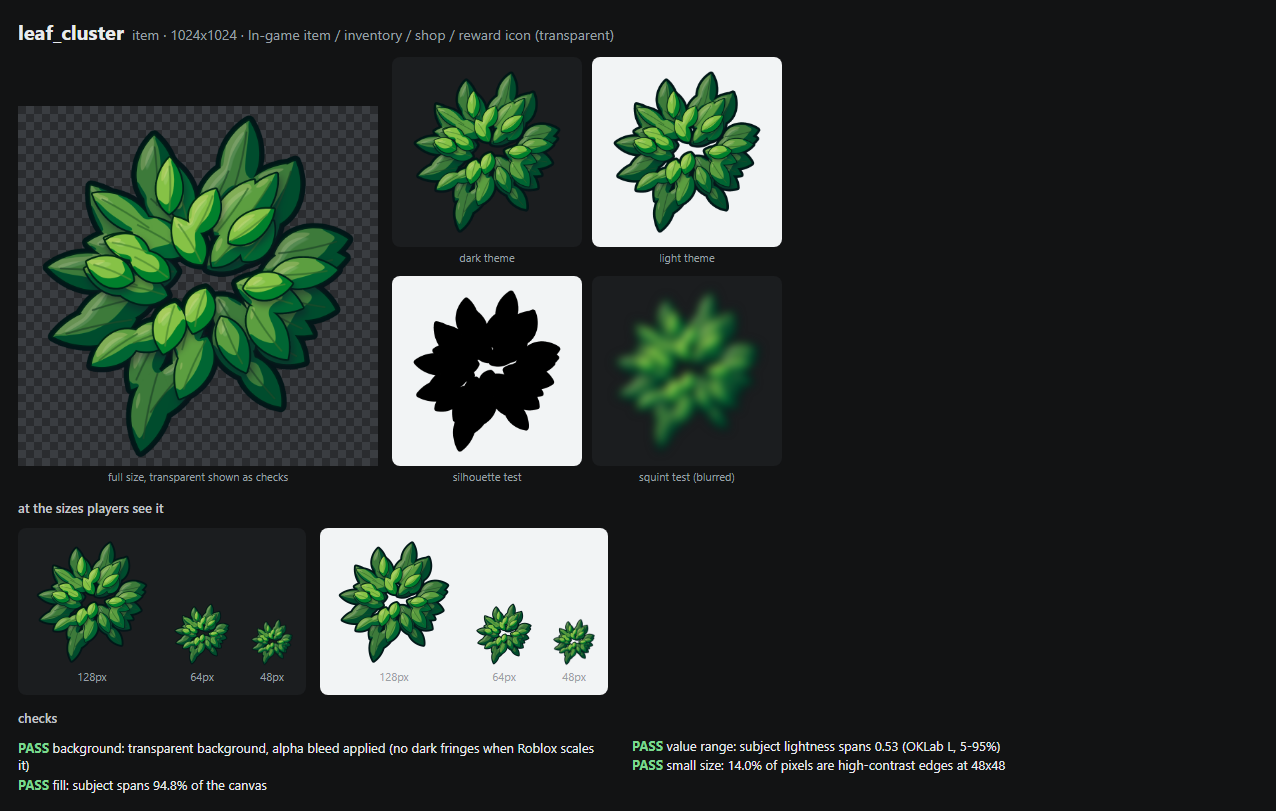 leaf_cluster item · 1024x1024 · In-game item / inventory / shop / reward icon (transparent)
dark theme
light theme
full size, transparent shown as checks
silhouette test
squint test (blurred)
at the sizes players see it
128px
64px
48px
128px
64px
48px
checks
PASS background: transparent background, alpha bleed applied (no dark fringes when Roblox scales
it)
PASS fill: subject spans 94.8% of the canvas
PASS value range: subject lightness spans 0.53 (OKLab L, 5-95%)
PASS small size: 14.0% of pixels are high-contrast edges at 48x48